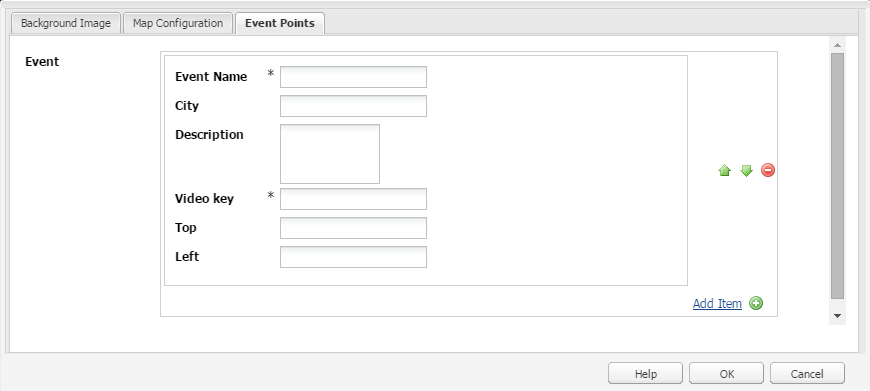 Background Image Map Configuration Event Points
Event
Event Name *
City
Description
Video key *
Top
Left
Add Item
Help OK Cancel